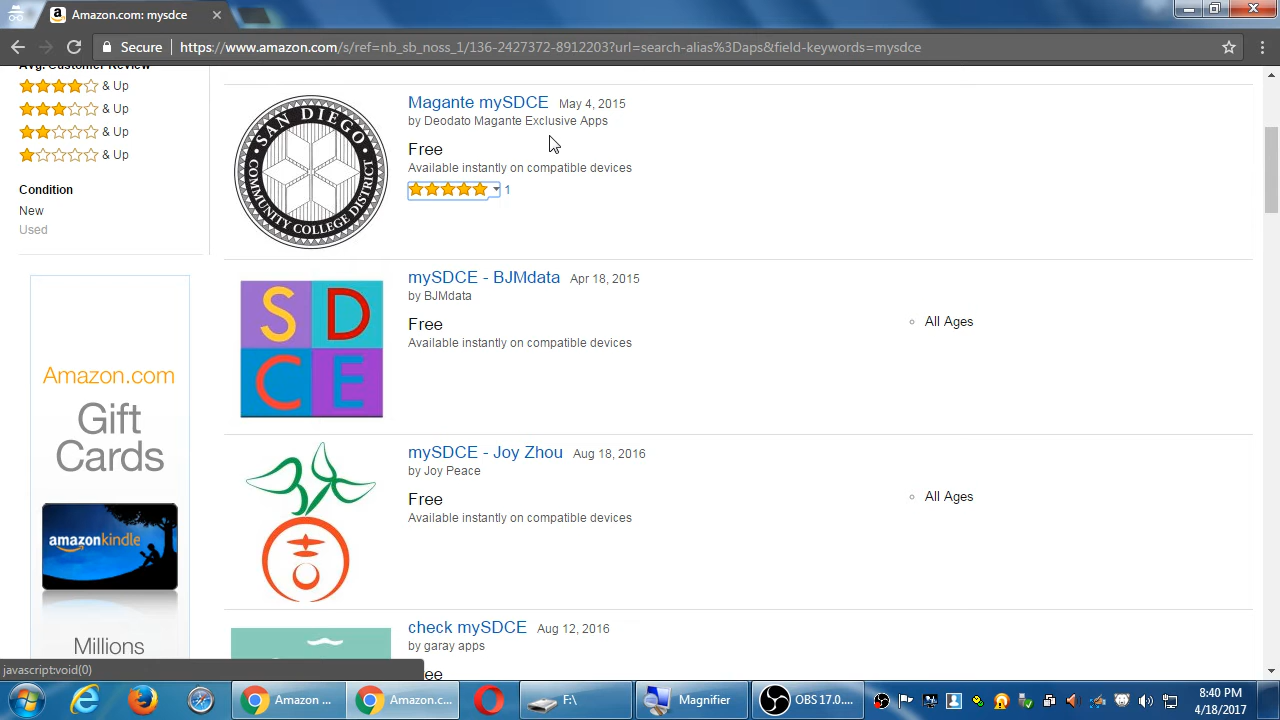 Amazon.com: mysdce
Secure
https://www.amazon.com/s/ref=nb_sb_noss_1/136-2427372-8912203?url=search-alias%3Daps&field-keywords=mysdce
Avg. Customer Review
& Up
& Up
& Up
& Up
Condition
New
Used
Amazon.com
Gift
Cards
amazonkindle
Millions
SAN DIEGO
COMMUNITY COLLEGE DISTRICT
Magante mySDCE May 4, 2015
by Deodato Magante Exclusive Apps
Free
Available instantly on compatible devices
1
S D
C E
mySDCE - BJMdata Apr 18, 2015
by BJMdata
Free
Available instantly on compatible devices
All Ages
mySDCE - Joy Zhou Aug 18, 2016
by Joy Peace
Free
Available instantly on compatible devices
All Ages
check mySDCE Aug 12, 2016
by garay apps
Free
javascript:void(0)
Amazon ...
Amazon.c...
F:\
Magnifier
OBS 17.0....
8:40 PM
4/18/2017